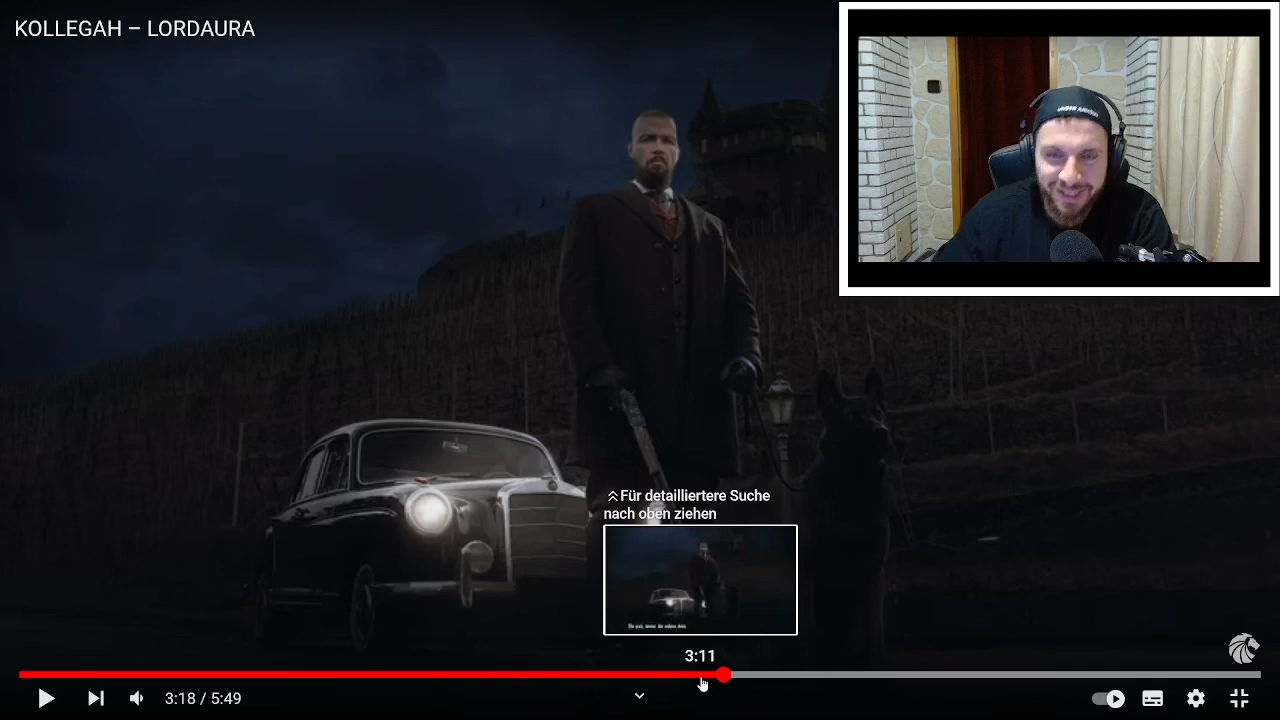 KOLLEGAH – LORDAURA
Für detailliertere Suche
nach oben ziehen
3:11
3:18 / 5:49